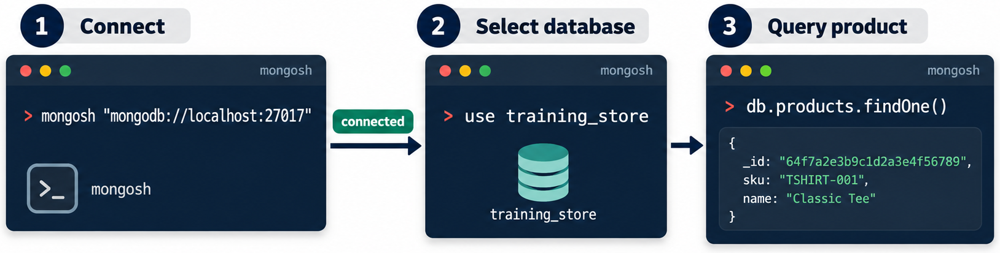 1 Connect
mongosh
> mongosh "mongodb://localhost:27017"
>_ mongosh
connected
2 Select database
mongosh
> use training_store
training_store
3 Query product
mongosh
> db.products.findOne()
{
_id: "64f7a2e3b9c1d2a3e4f56789",
sku: "TSHIRT-001",
name: "Classic Tee"
}